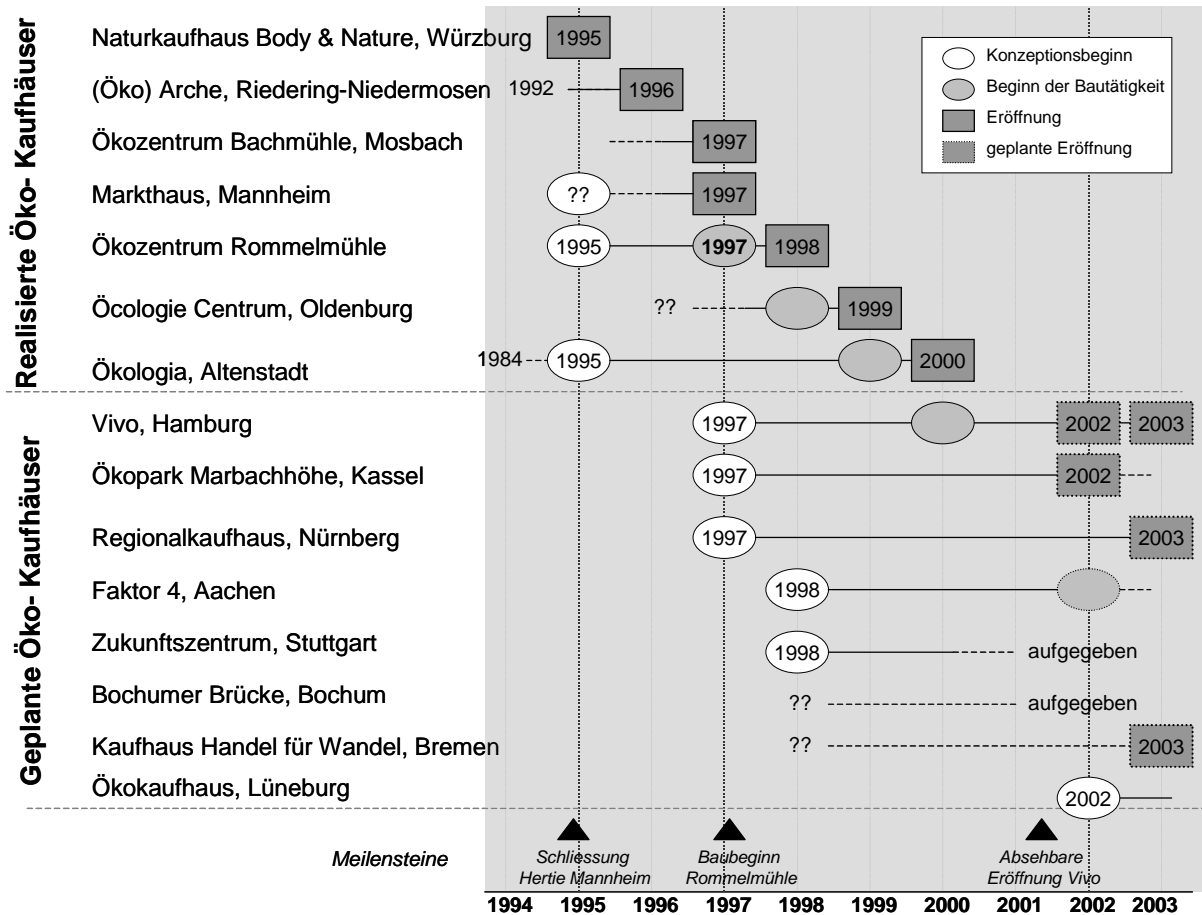 Realisierte Öko- Kaufhäuser
Naturkaufhaus Body & Nature, Würzburg 1995
(Öko) Arche, Riedering-Niedermosen 1992 1996
Ökozentrum Bachmühle, Mosbach 1997
Markthaus, Mannheim ?? 1997
Ökozentrum Rommelmühle 1995 1997 1998
Öcologie Centrum, Oldenburg ?? 1999
Ökologia, Altenstadt 1984 1995 2000
Konzeptionsbeginn
Beginn der Bautätigkeit
Eröffnung
geplante Eröffnung
Geplante Öko- Kaufhäuser
Vivo, Hamburg 1997 2002 2003
Ökopark Marbachhöhe, Kassel 1997 2002
Regionalkaufhaus, Nürnberg 1997 2003
Faktor 4, Aachen 1998
Zukunftszentrum, Stuttgart 1998 aufgegeben
Bochumer Brücke, Bochum ?? aufgegeben
Kaufhaus Handel für Wandel, Bremen ?? 2003
Ökokaufhaus, Lüneburg 2002
Meilensteine
Schliessung
Hertie Mannheim
Baubeginn
Rommelmühle
Absehbare
Eröffnung Vivo
1994 1995 1996 1997 1998 1999 2000 2001 2002 2003